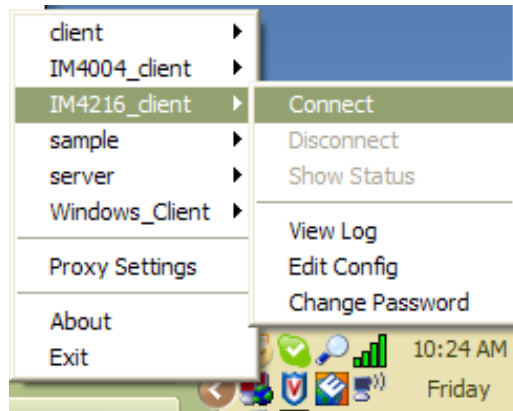 client
IM4004_client
IM4216_client
sample
server
Windows_Client
Proxy Settings
About
Exit
Connect
Disconnect
Show Status
View Log
Edit Config
Change Password
10:24 AM
Friday